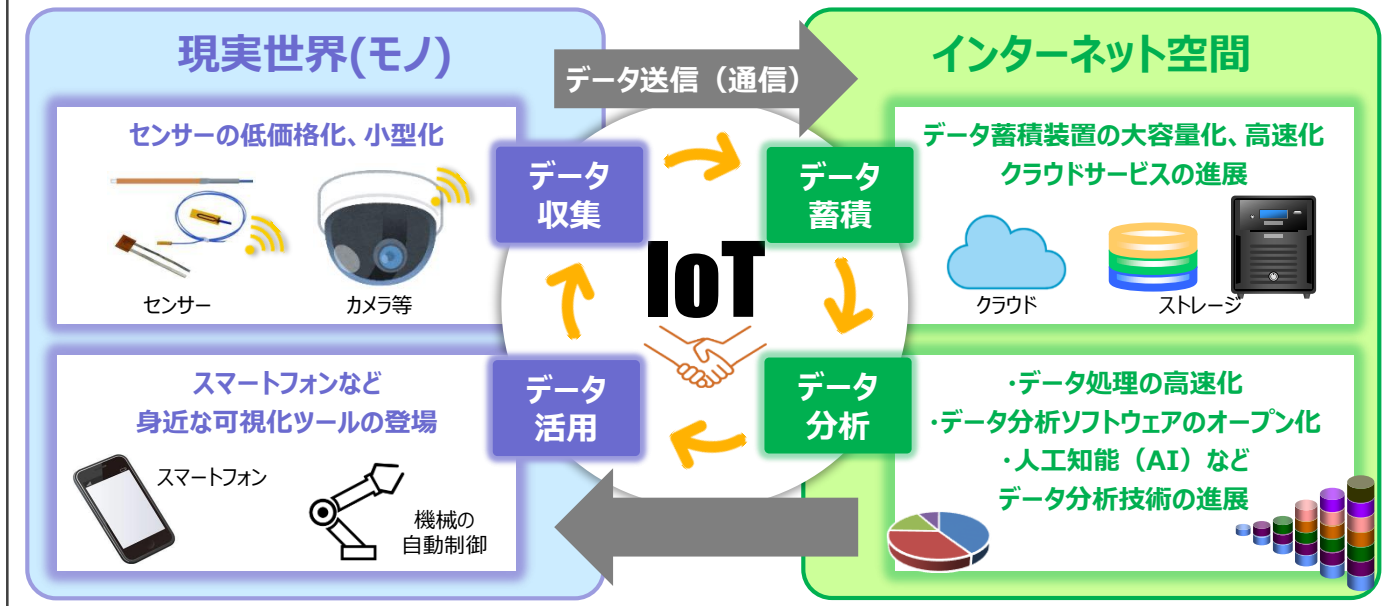 現実世界(モノ)
データ送信（通信）
インターネット空間
センサーの低価格化、小型化
センサー
カメラ等
データ
収集
データ
蓄積
データ蓄積装置の大容量化、高速化
クラウドサービスの進展
クラウド
ストレージ
IoT
スマートフォンなど
身近な可視化ツールの登場
スマートフォン
機械の
自動制御
データ
活用
データ
分析
・データ処理の高速化
・データ分析ソフトウェアのオープン化
・人工知能（AI）など
データ分析技術の進展